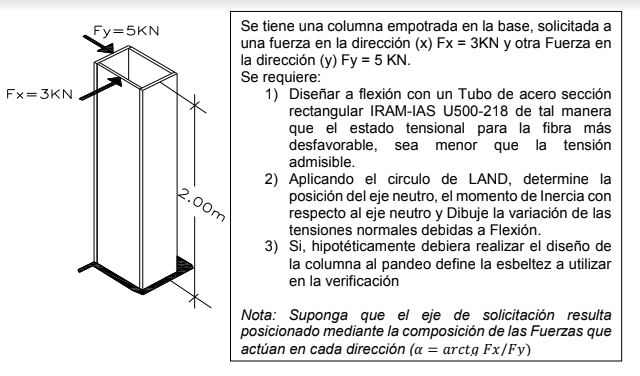 Fy=5KN
Fx=3KN
2.00m
Se tiene una columna empotrada en la base, solicitada a
una fuerza en la dirección (x) Fx = 3KN y otra Fuerza en
la dirección (y) Fy = 5 KN.
Se requiere:
1) Diseñar a flexión con un Tubo de acero sección
rectangular IRAM-IAS U500-218 de tal manera
que el estado tensional para la fibra más
desfavorable, sea menor que la tensión
admisible.
2) Aplicando el circulo de LAND, determine la
posición del eje neutro, el momento de Inercia con
respecto al eje neutro y Dibuje la variación de las
tensiones normales debidas a Flexión.
3) Si, hipotéticamente debiera realizar el diseño de
la columna al pandeo define la esbeltez a utilizar
en la verificación
Nota: Suponga que el eje de solicitación resulta
posicionado mediante la composición de las Fuerzas que
actúan en cada dirección (α = arctg Fx/Fy)